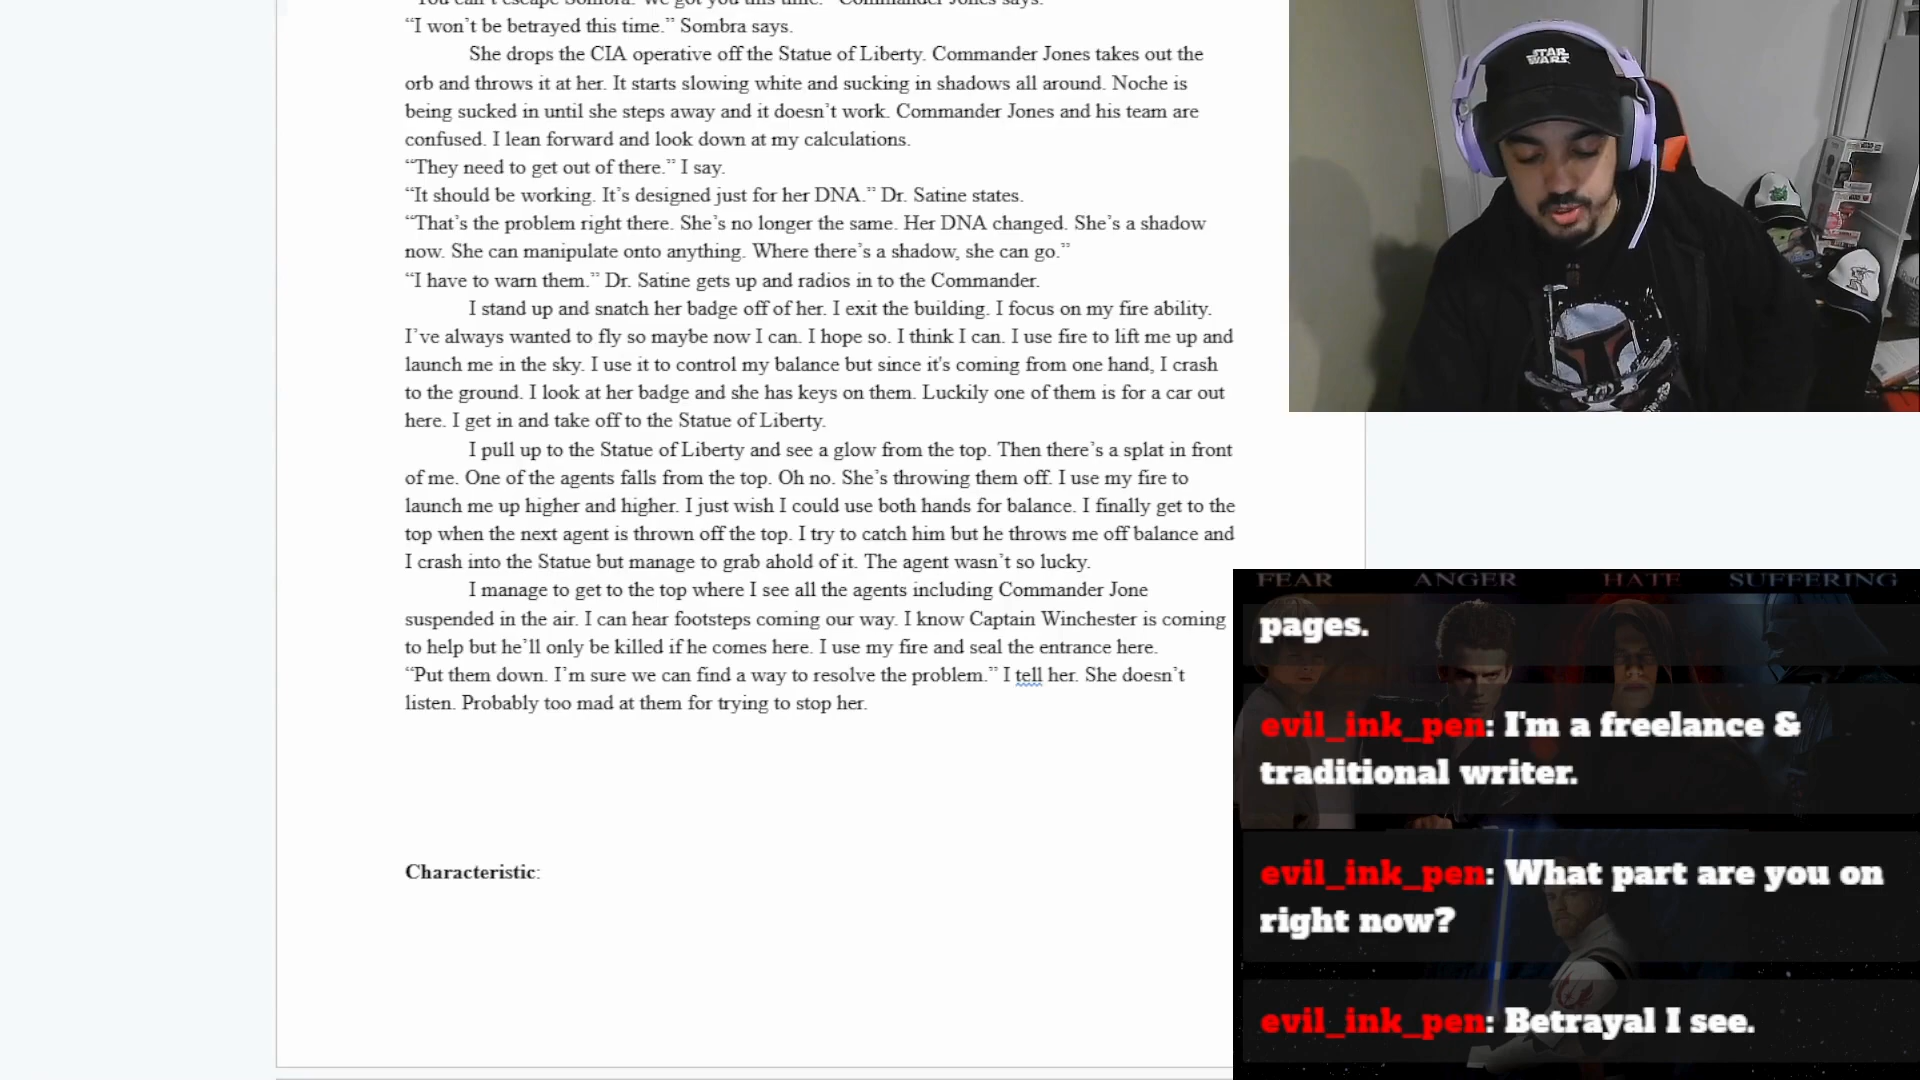 "You can't escape Sombra. We got you this time." Commander Jones says.
"I won't be betrayed this time." Sombra says.
She drops the CIA operative off the Statue of Liberty. Commander Jones takes out the
orb and throws it at her. It starts slowing white and sucking in shadows all around. Noche is
being sucked in until she steps away and it doesn't work. Commander Jones and his team are
confused. I lean forward and look down at my calculations.
"They need to get out of there." I say.
"It should be working. It's designed just for her DNA." Dr. Satine states.
"That's the problem right there. She's no longer the same. Her DNA changed. She's a shadow
now. She can manipulate onto anything. Where there's a shadow, she can go."
"I have to warn them." Dr. Satine gets up and radios in to the Commander.
I stand up and snatch her badge off of her. I exit the building. I focus on my fire ability.
I've always wanted to fly so maybe now I can. I hope so. I think I can. I use fire to lift me up and
launch me in the sky. I use it to control my balance but since it's coming from one hand, I crash
to the ground. I look at her badge and she has keys on them. Luckily one of them is for a car out
here. I get in and take off to the Statue of Liberty.
I pull up to the Statue of Liberty and see a glow from the top. Then there's a splat in front
of me. One of the agents falls from the top. Oh no. She's throwing them off. I use my fire to
launch me up higher and higher. I just wish I could use both hands for balance. I finally get to the
top when the next agent is thrown off the top. I try to catch him but he throws me off balance and
I crash into the Statue but manage to grab ahold of it. The agent wasn't so lucky.
I manage to get to the top where I see all the agents including Commander Jone
suspended in the air. I can hear footsteps coming our way. I know Captain Winchester is coming
to help but he'll only be killed if he comes here. I use my fire and seal the entrance here.
"Put them down. I'm sure we can find a way to resolve the problem." I tell her. She doesn't
listen. Probably too mad at them for trying to stop her.
Characteristic:
STAR
WARS
FEAR ANGER HATE SUFFERING
pages.
evil_ink_pen: I'm a freelance &
traditional writer.
evil_ink_pen: What part are you on
right now?
evil_ink_pen: Betrayal I see.